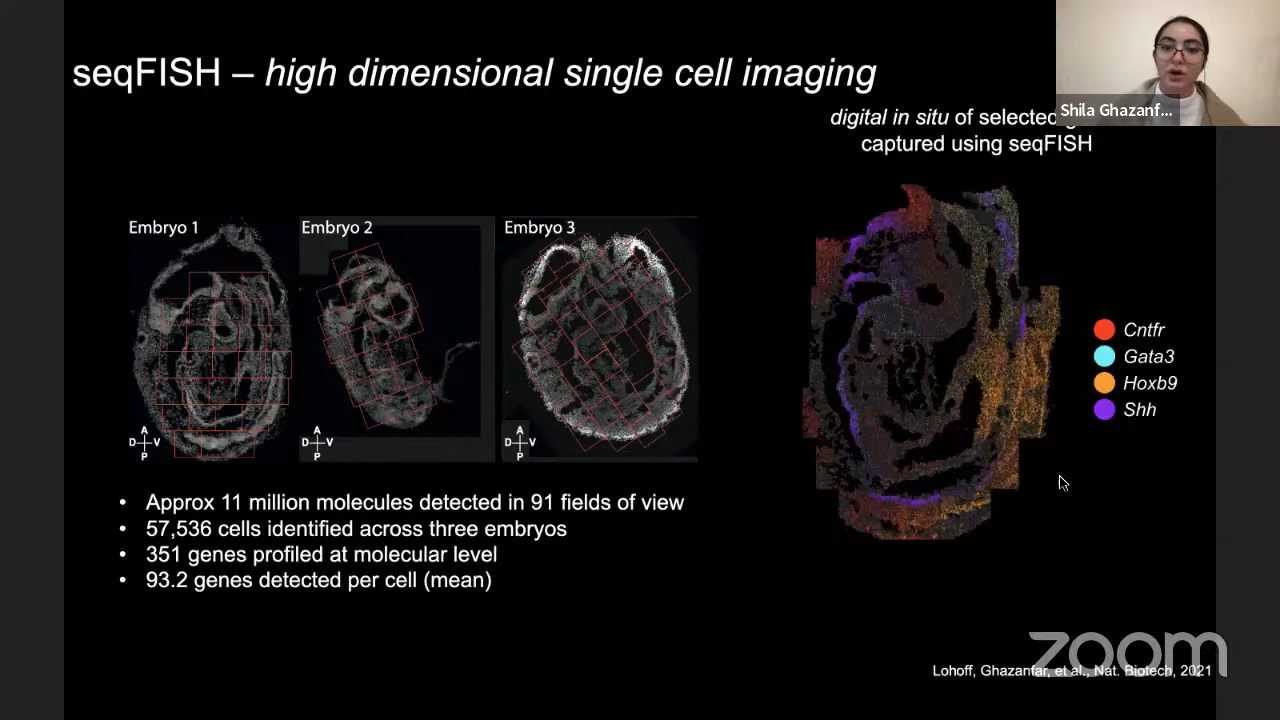 seqFISH – high dimensional single cell imaging
Shila Ghazanf...
digital in situ of selected
captured using seqFISH
Embryo 1
Embryo 2
Embryo 3
A
D V
P
A
D V
P
A
D V
P
Cntfr
Gata3
Hoxb9
Shh
• Approx 11 million molecules detected in 91 fields of view
• 57,536 cells identified across three embryos
• 351 genes profiled at molecular level
• 93.2 genes detected per cell (mean)
zoom
Lohoff, Ghazanfar, et al., Nat. Biotech, 2021